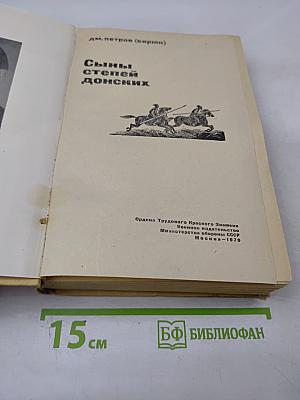 Дм. Петров (Бирюк)
Сыны
степей
донских
Ордена Трудового Красного Знамени
Военное издательство
Министерства обороны СССР
Москва—1970
15 см
БФ БИБЛИОФАН